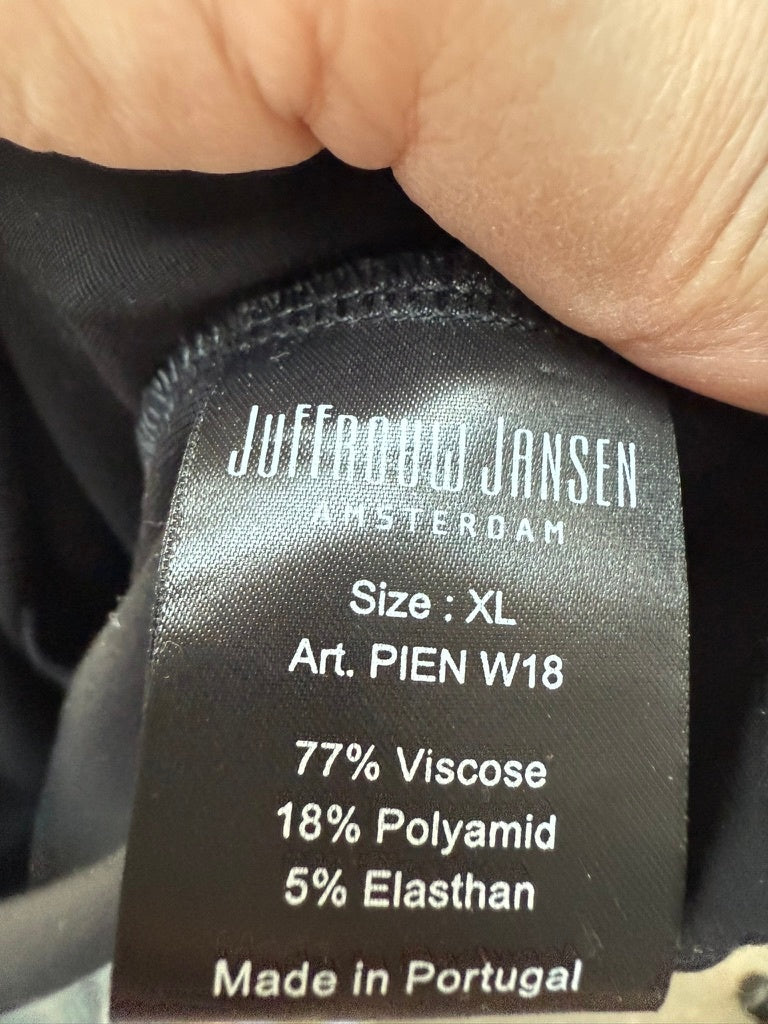 Juffrouw Jansen
AMSTERDAM
Size : XL
Art. PIEN W18
77% Viscose
18% Polyamid
5% Elasthan
Made in Portugal